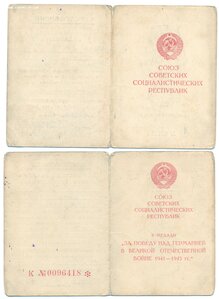 СОЮЗ
СОВЕТСКИХ
СОЦИАЛИСТИЧЕСКИХ
РЕСПУБЛИК
СОЮЗ
СОВЕТСКИХ
СОЦИАЛИСТИЧЕСКИХ
РЕСПУБЛИК
К МЕДАЛИ
"ЗА ПОБЕДУ НАД ГЕРМАНИЕЙ
В ВЕЛИКОЙ ОТЕЧЕСТВЕННОЙ
ВОЙНЕ 1941—1945 гг."
К №0096418 ✻